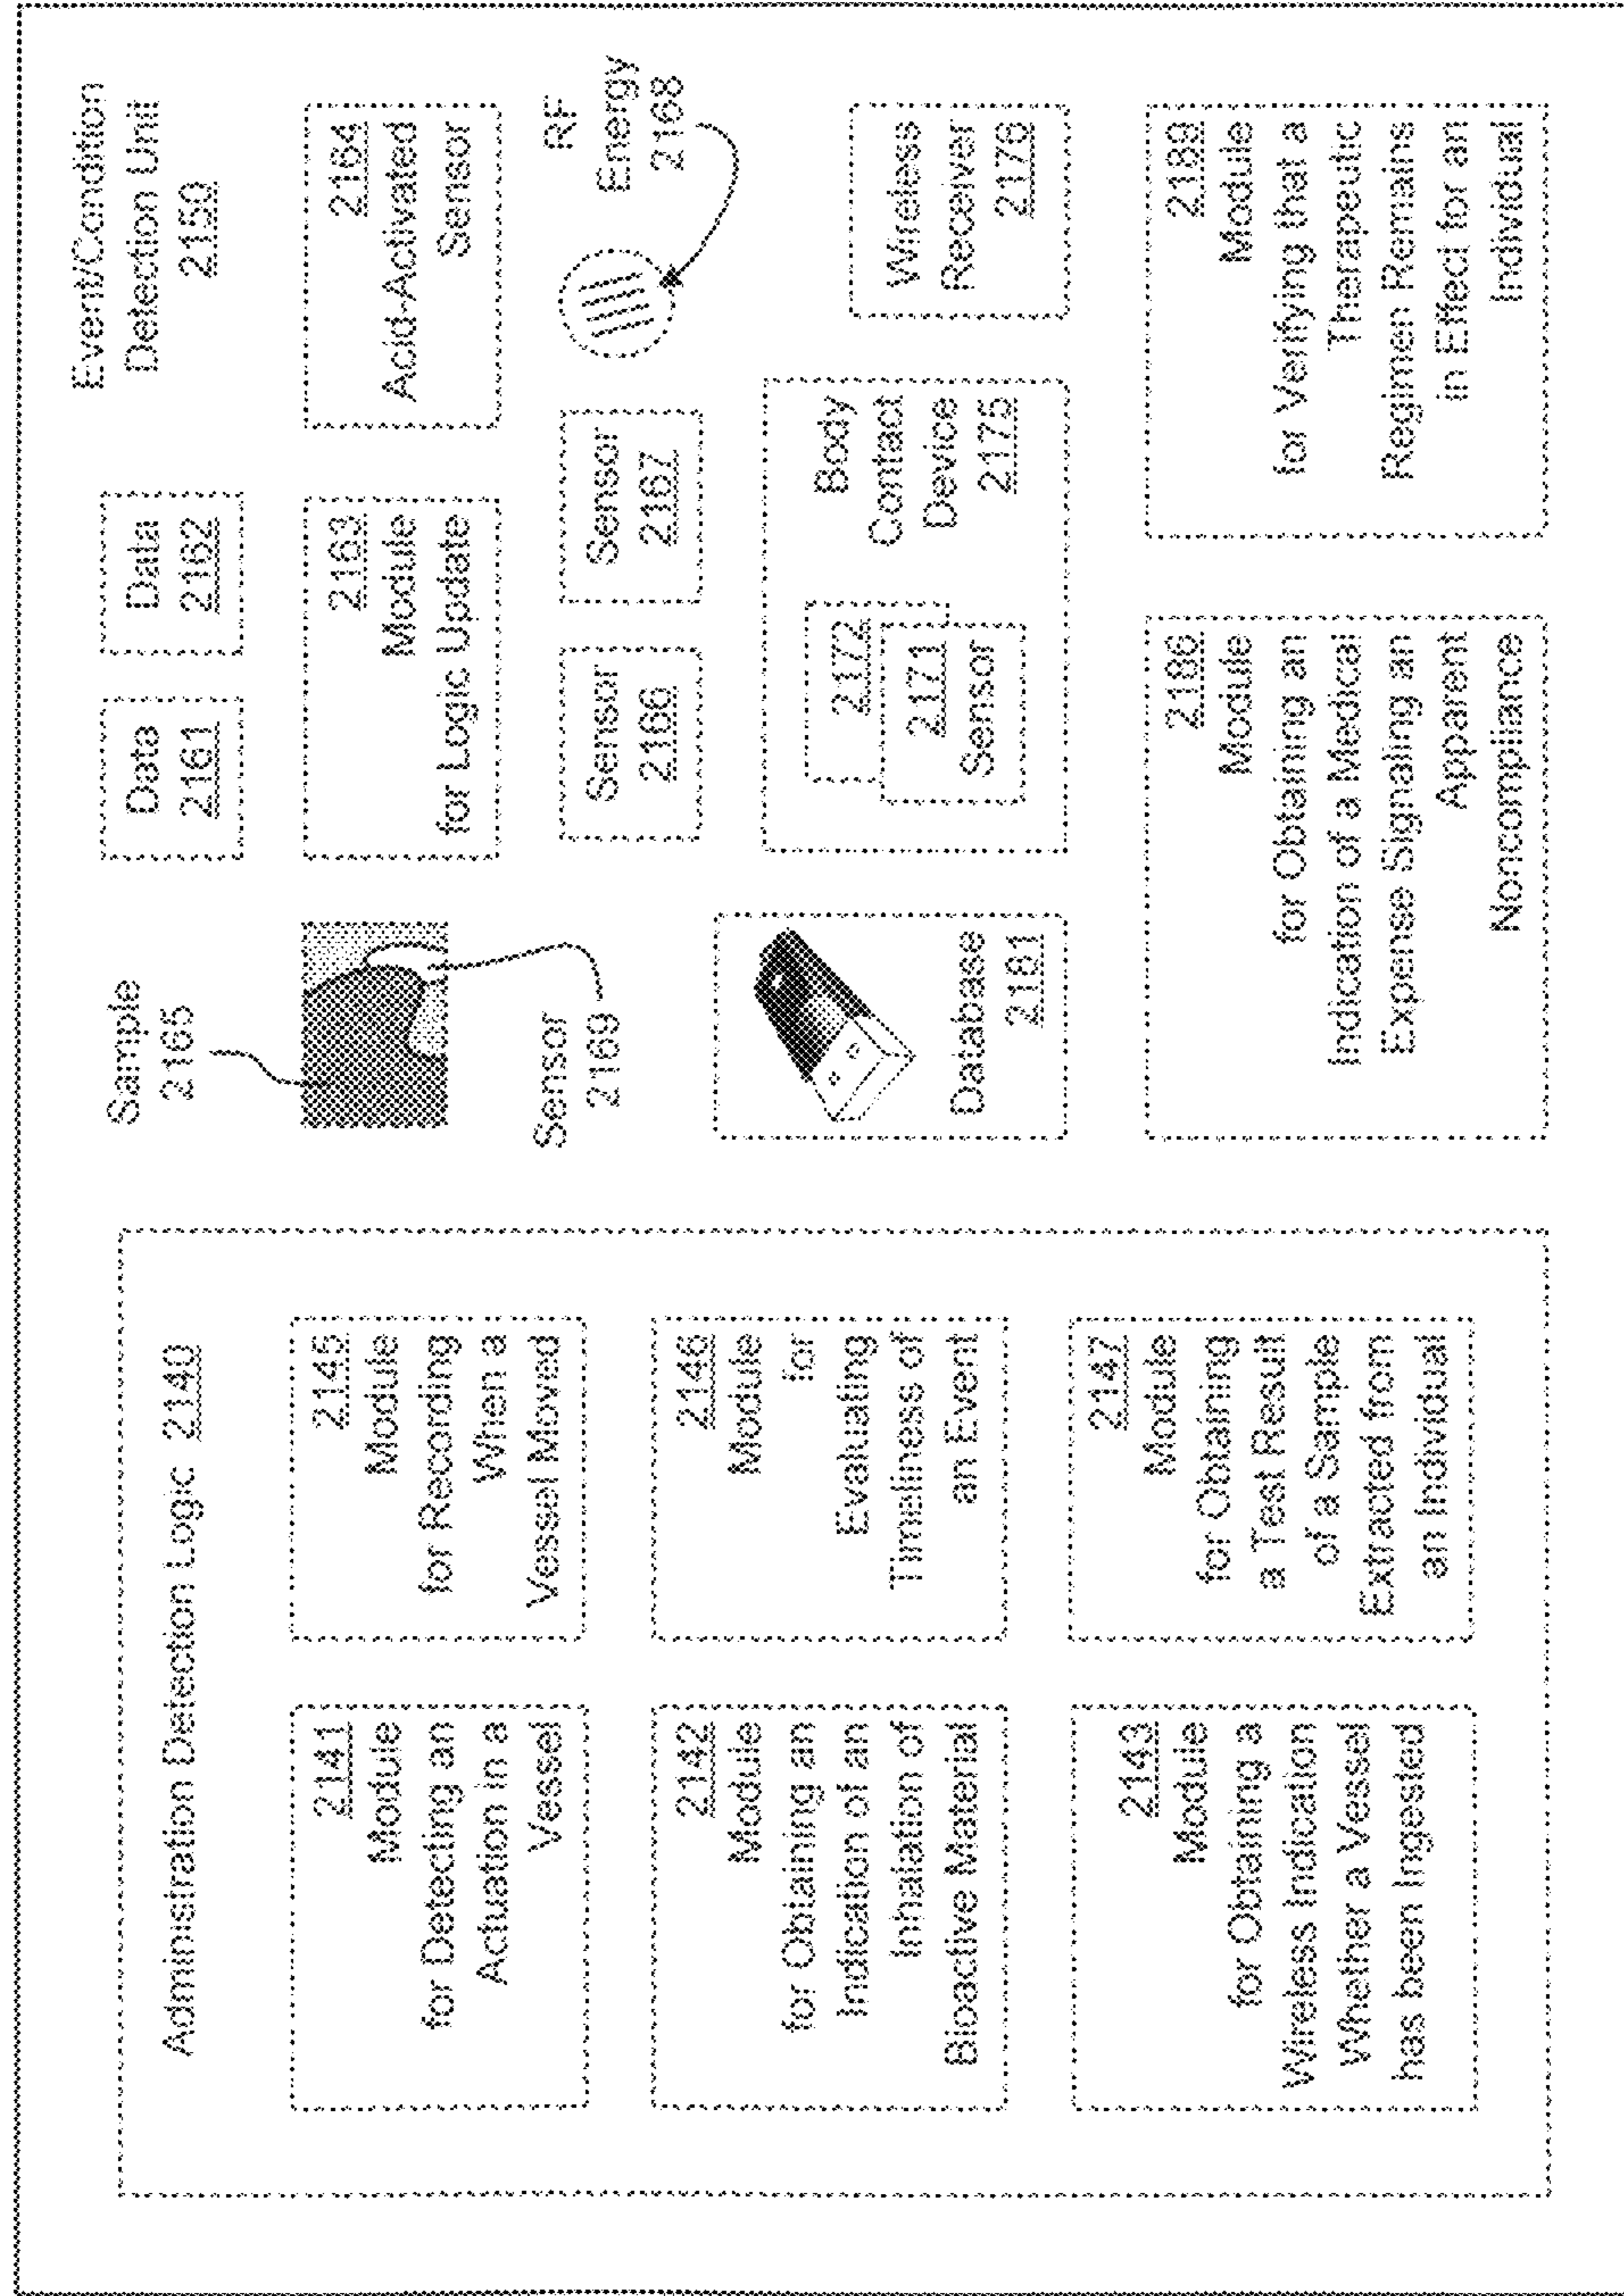 Administration Detection Logic 2140
2141
Module
for Detecting an
Actuation in a
Vessel
2145
Module
for Recording
When a
Vessel Moved
2142
Module
for Obtaining an
Indication of an
Inhalation of
Bioactive Material
2146
Module
for
Evaluating
Timeliness of
an Event
2143
Module
for Obtaining a
Wireless Indication
Whether a Vessel
has been Ingested
2147
Module
for Obtaining
a Test Result
of a Sample
Extracted from
an Individual
Event/Condition
Detection Unit
2150
Sample
2165
Data
2161
Data
2162
2163
Module
for Logic Update
2164
Acid-Activated
Sensor
Sensor
2169
Sensor
2166
Sensor
2167
RF
Energy
2168
Database
2181
2172
2171
Sensor
Body
Contact
Device
2175
Wireless
Receiver
2176
2186
Module
for Obtaining an
Indication of a Medical
Expense Signaling an
Apparent
Noncompliance
2189
Module
for Verifying that a
Therapeutic
Regimen Remains
in Effect for an
Individual